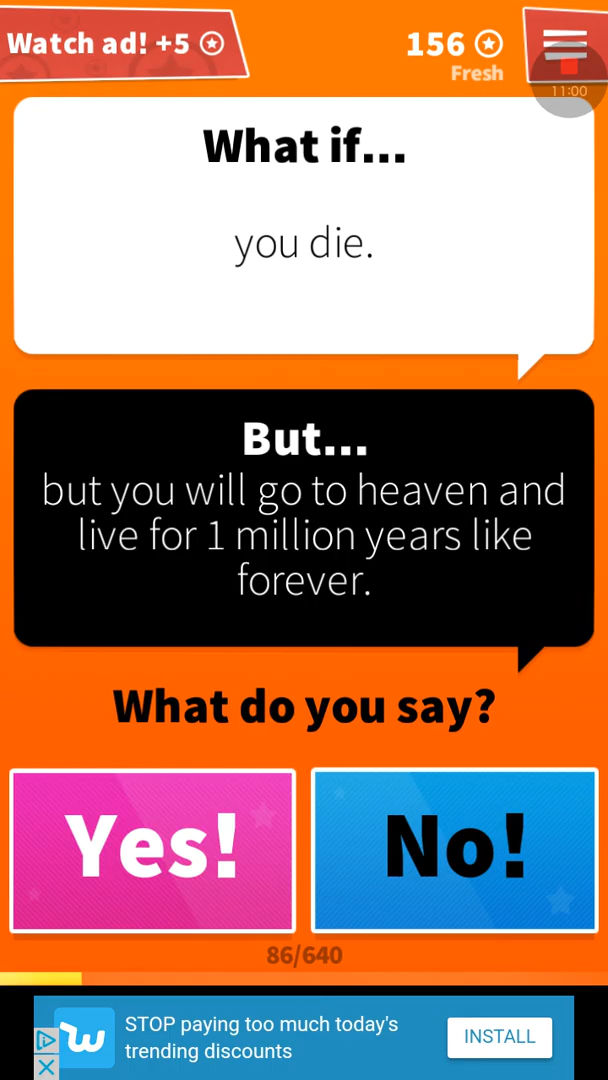 Watch ad! +5
156
Fresh
11:00
What if...
you die.
But...
but you will go to heaven and
live for 1 million years like
forever.
What do you say?
Yes!
No!
86/640
STOP paying too much today's
trending discounts
INSTALL